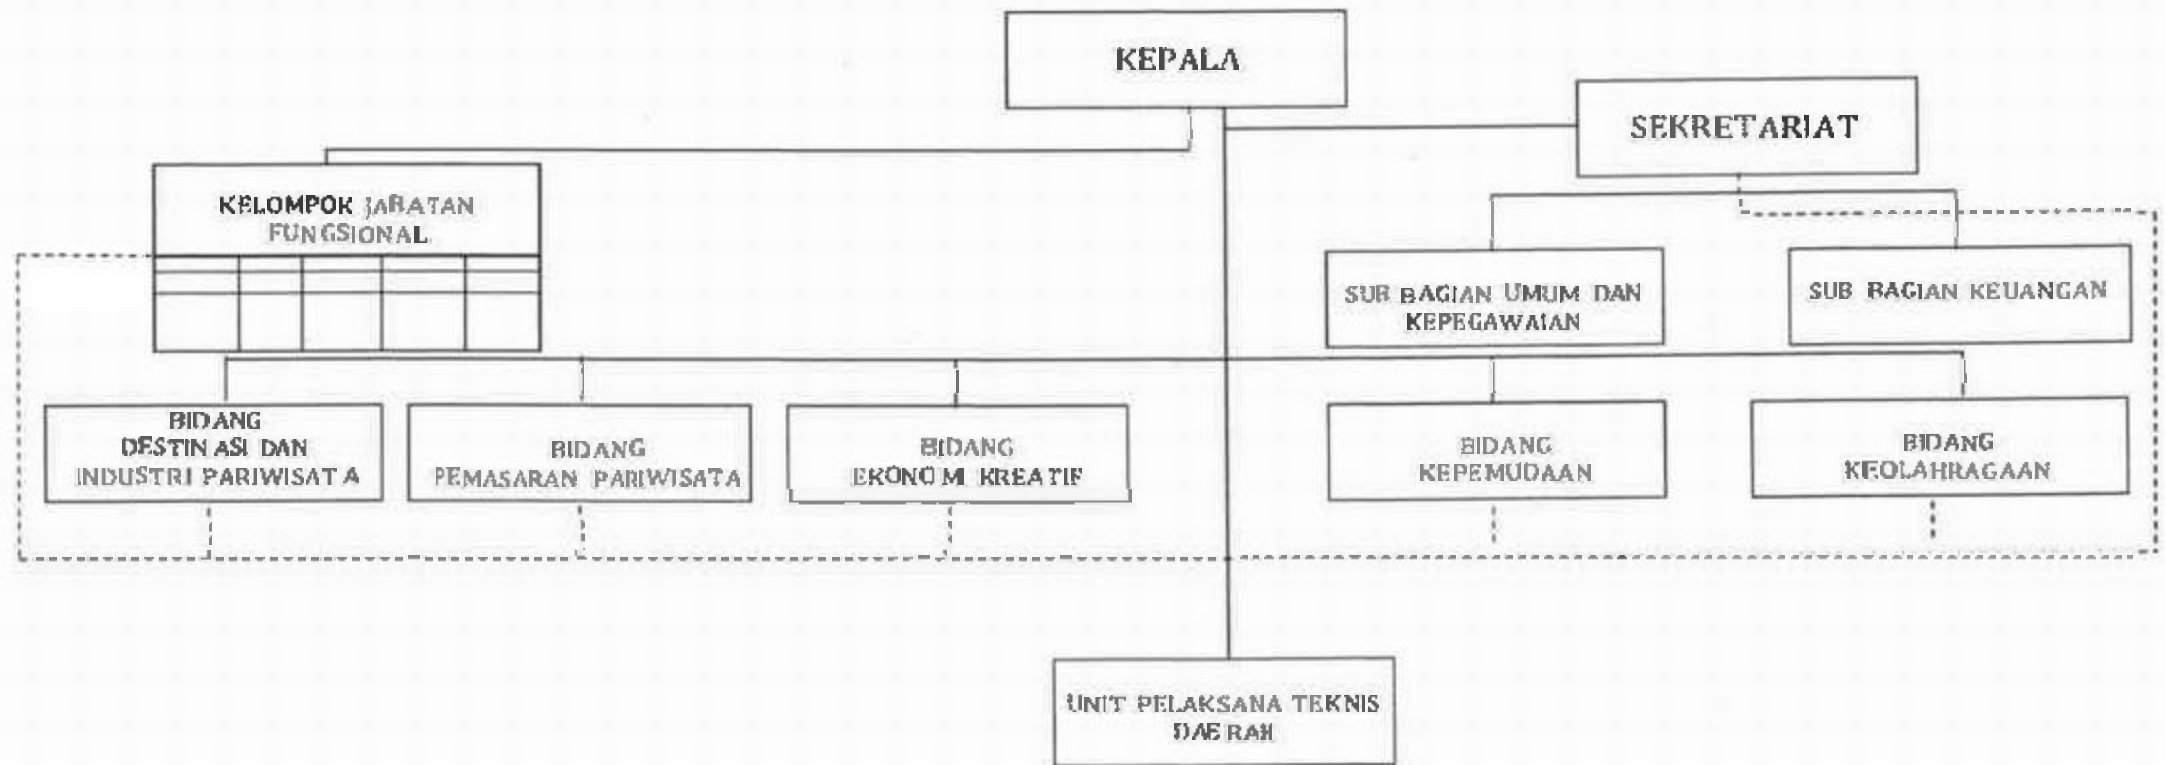 KEPALA
SEKRETARIAT
KELOMPOK JABATAN
FUNGSIONAL
SUB BAGIAN UMUM DAN
KEPEGAWAIAN
SUB BAGIAN KEUANGAN
BIDANG
DESTINASI DAN
INDUSTRI PARIWISATA
BIDANG
PEMASARAN PARIWISATA
BIDANG
EKONOMI KREATIF
BIDANG
KEPEMUDAAN
BIDANG
KEOLAHRAGAAN
UNIT PELAKSANA TEKNIS
DAERAH